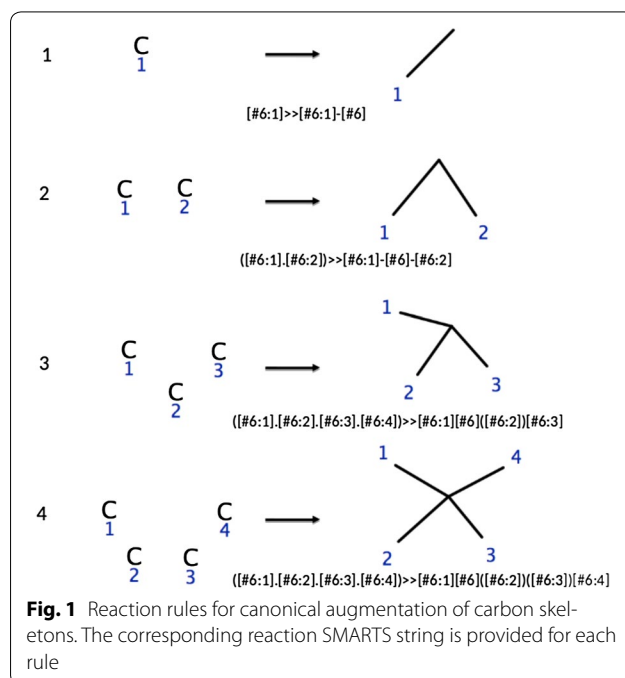 1 C 1 1
[#6:1]>>[#6:1]-[#6]
2 C C 1 2 1 2
([#6:1].[#6:2])>>[#6:1]-[#6]-[#6:2]
3 C C C 1 2 3 1 2 3
([#6:1].[#6:2].[#6:3].[#6:4])>>[#6:1][#6]([#6:2])[#6:3]
4 C C C C 1 2 3 4 1 2 3 4
([#6:1].[#6:2].[#6:3].[#6:4])>>[#6:1][#6]([#6:2])([#6:3])[#6:4]
Fig. 1 Reaction rules for canonical augmentation of carbon skel-
etons. The corresponding reaction SMARTS string is provided for each
rule